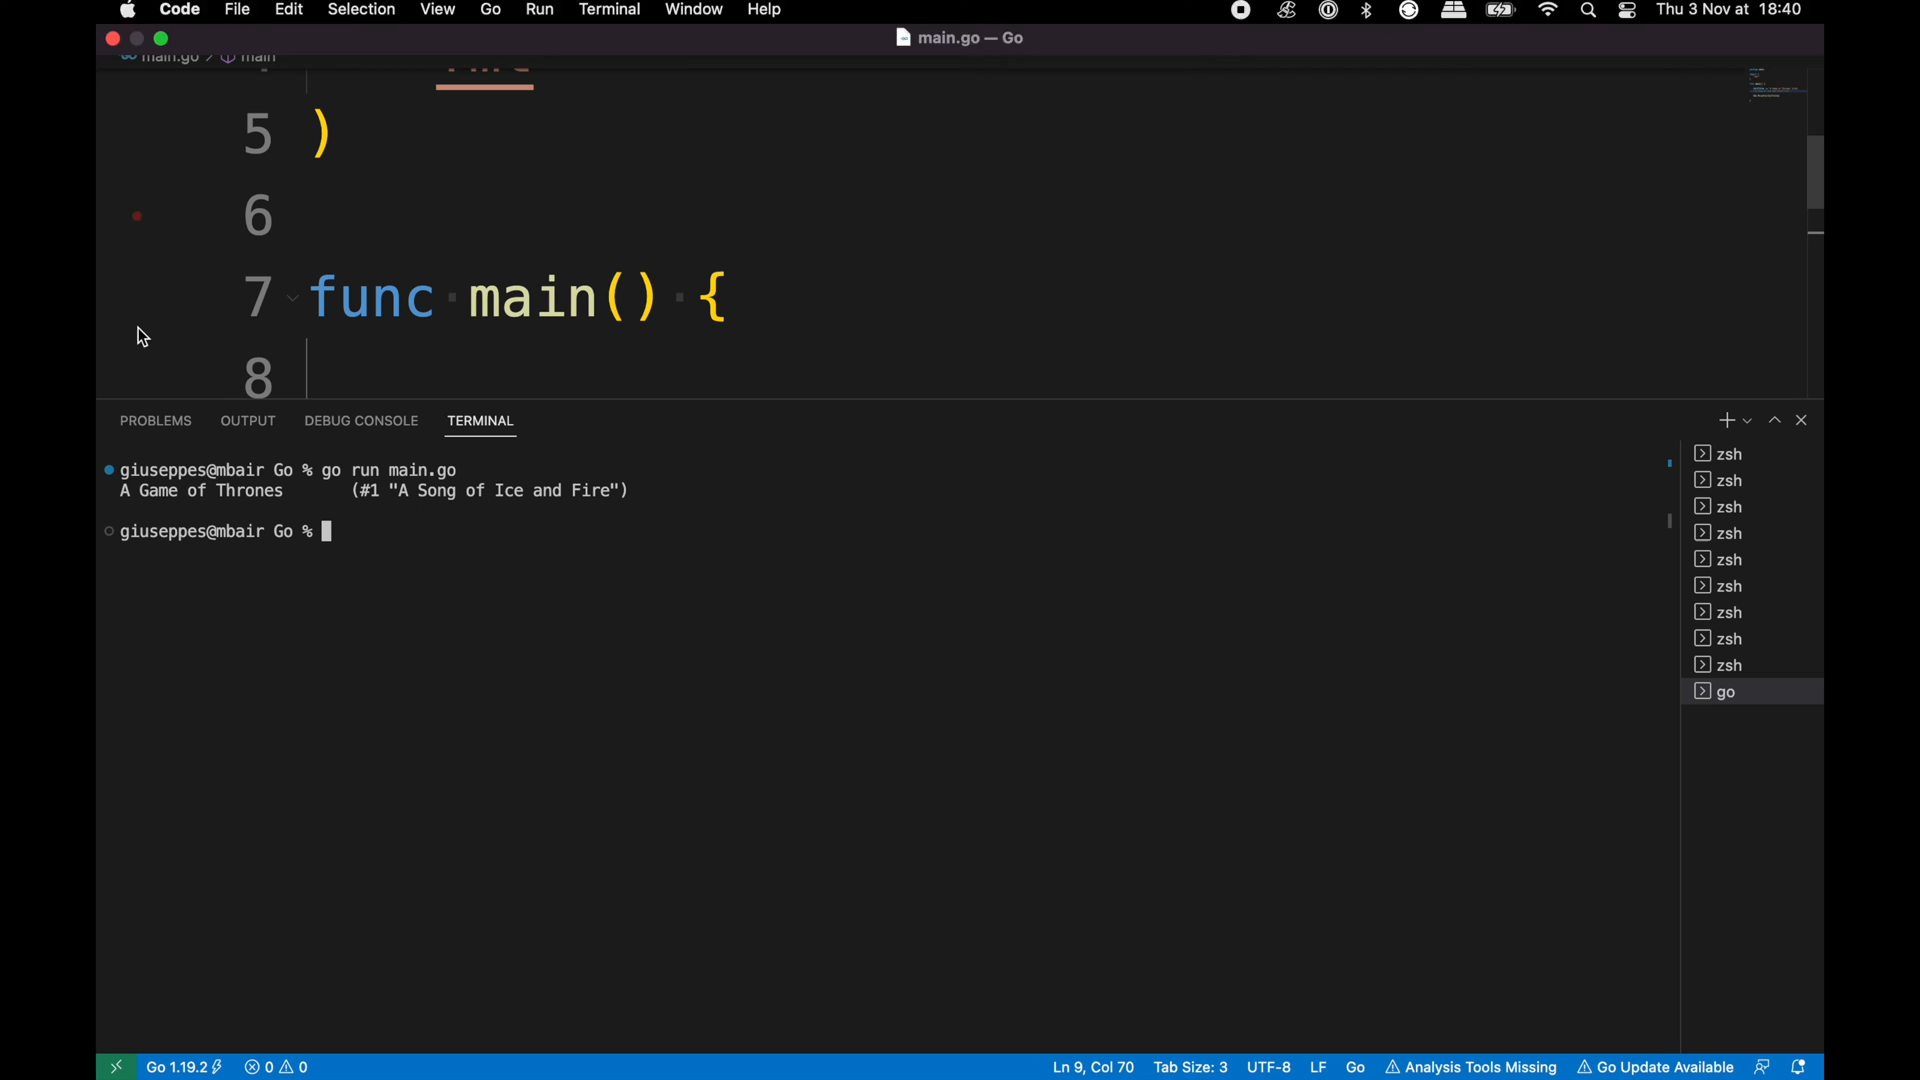 Code File Edit Selection View Go Run Terminal Window Help Thu 3 Nov at 18:40
main.go — Go
main.go > main
5 )
6
7 func main() {
8
PROBLEMS OUTPUT DEBUG CONSOLE TERMINAL
giuseppes@mbair Go % go run main.go
A Game of Thrones (#1 "A Song of Ice and Fire")
giuseppes@mbair Go %
zsh
zsh
zsh
zsh
zsh
zsh
zsh
zsh
zsh
go
Go 1.19.2 0 0 Ln 9, Col 70 Tab Size: 3 UTF-8 LF Go Analysis Tools Missing Go Update Available